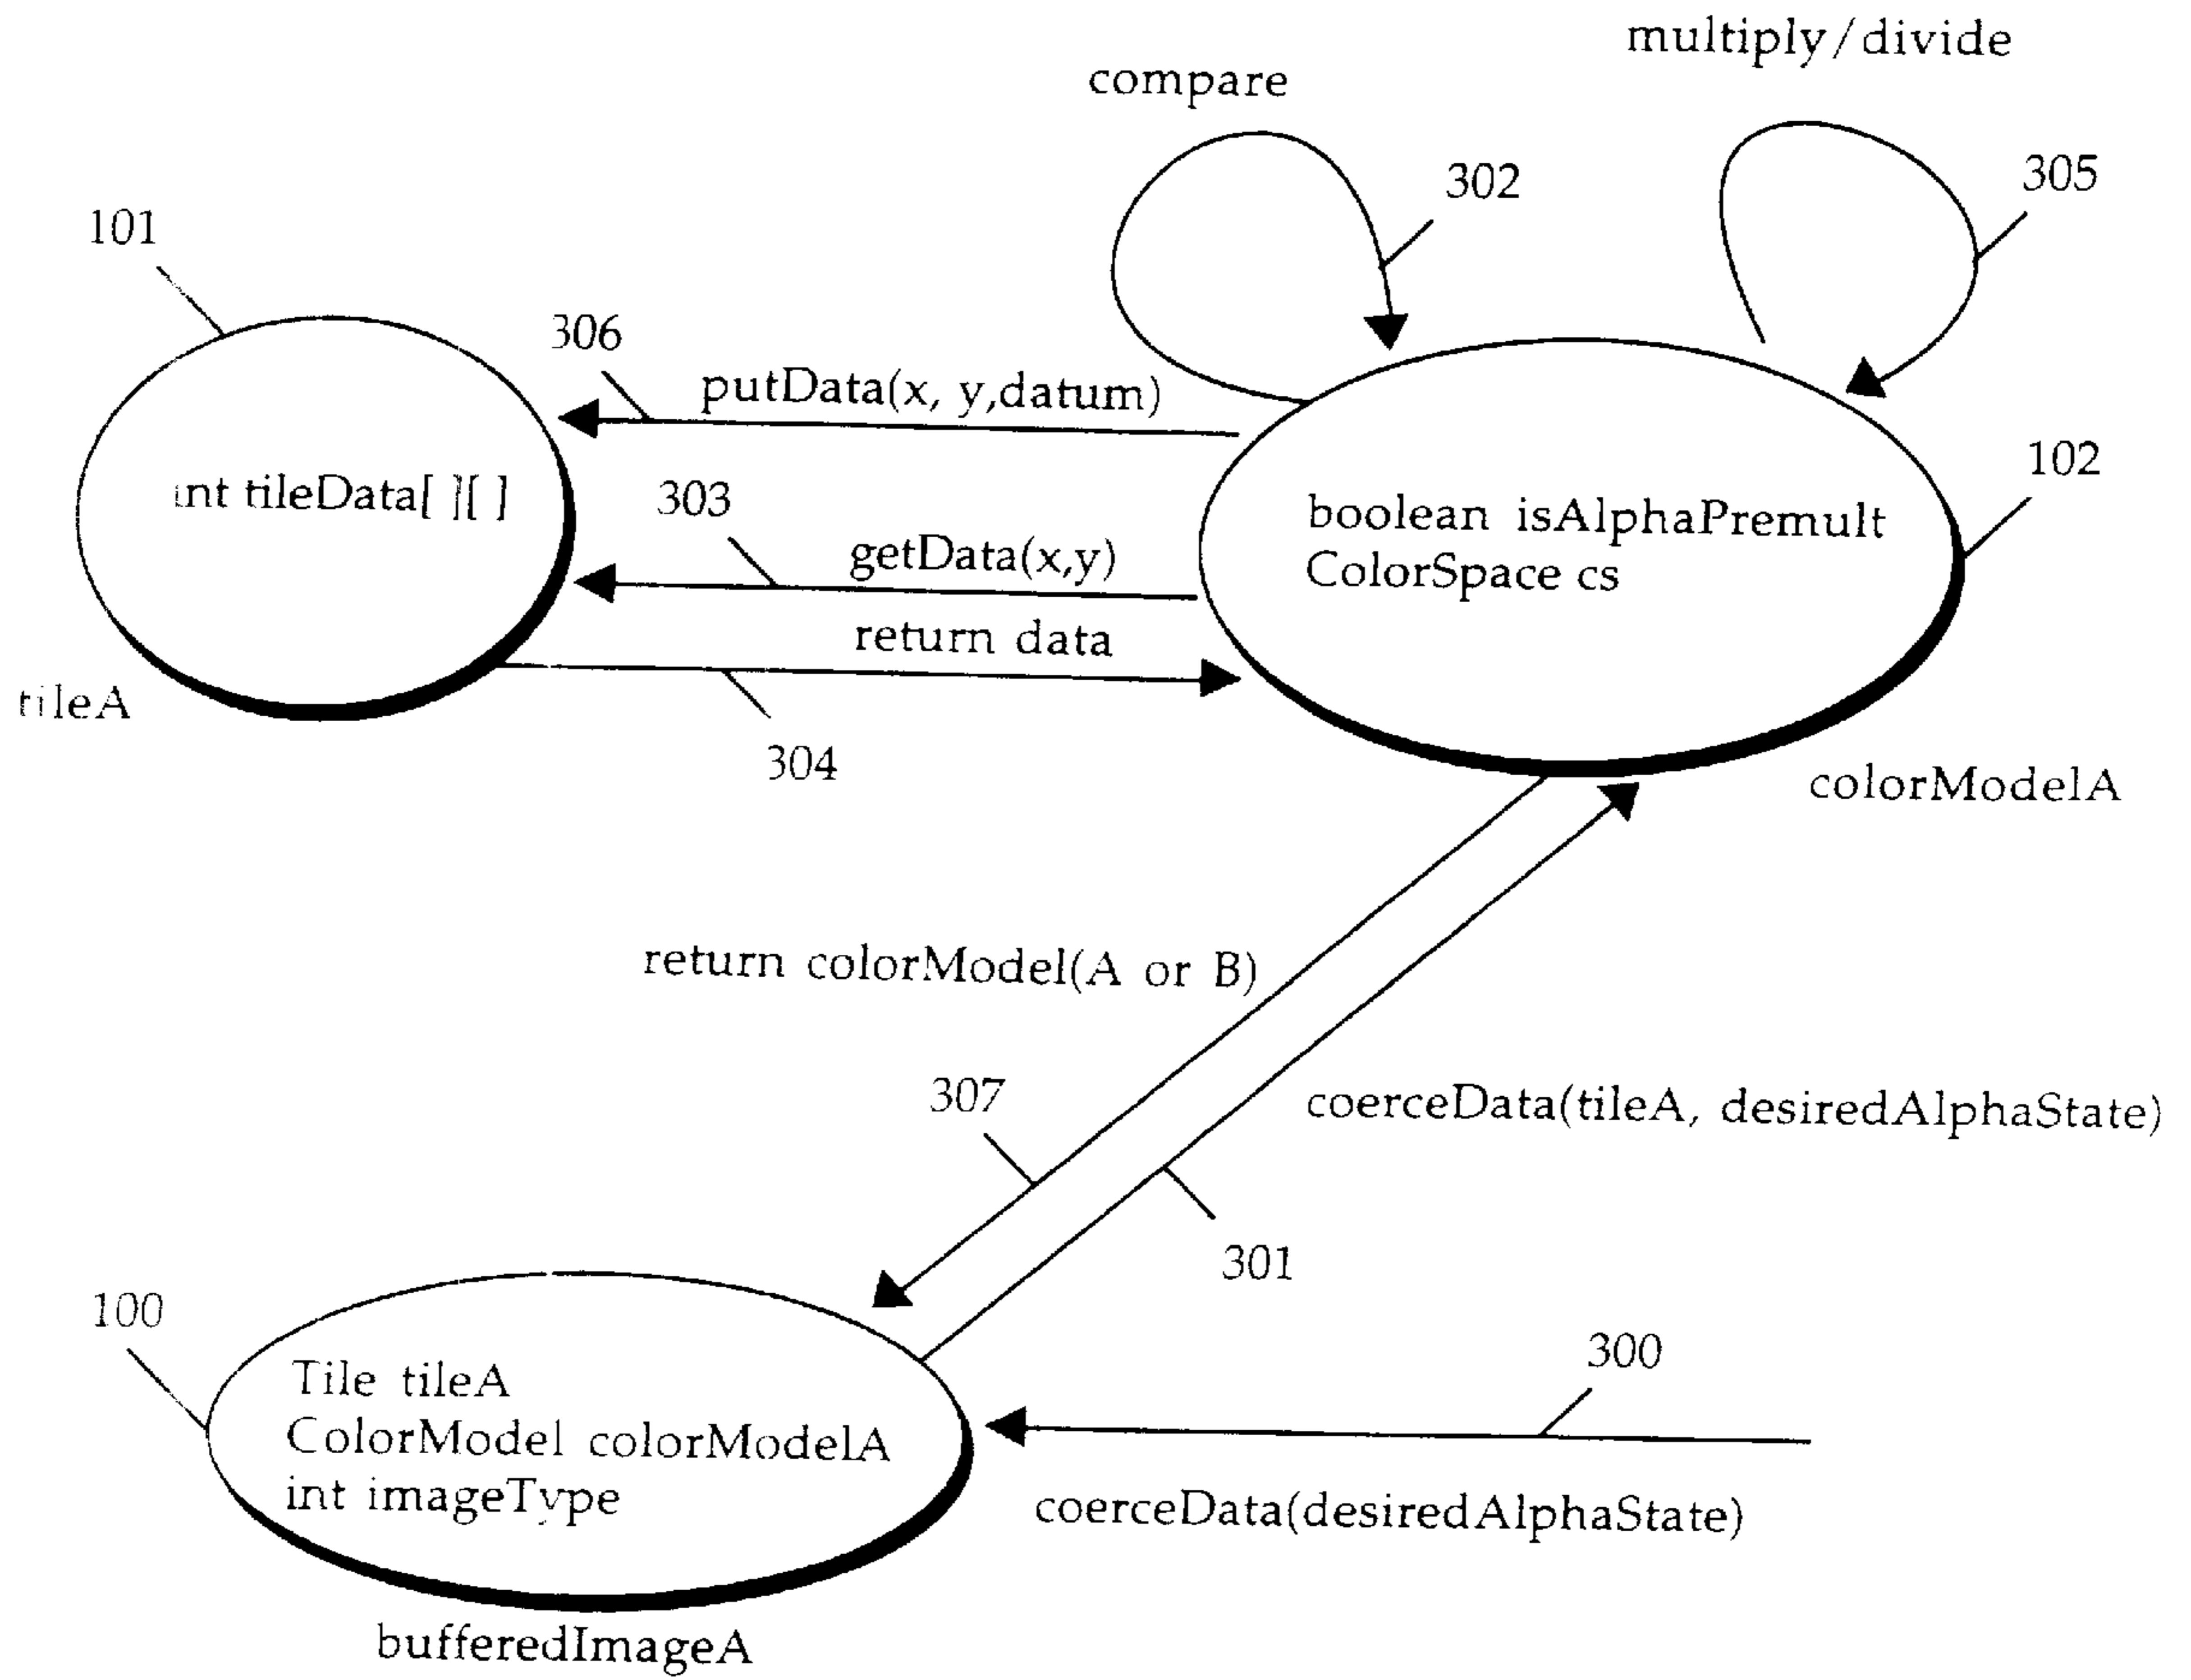 multiply/divide
compare
302
305
101
306
putData(x, y,datum)
102
int tileData[ ][ ]
303
boolean isAlphaPremult
ColorSpace cs
getData(x,y)
return data
tileA
304
colorModelA
return colorModel(A or B)
307
coerceData(tileA, desiredAlphaState)
301
100
300
Tile tileA
ColorModel colorModelA
int imageType
coerceData(desiredAlphaState)
bufferedImageA